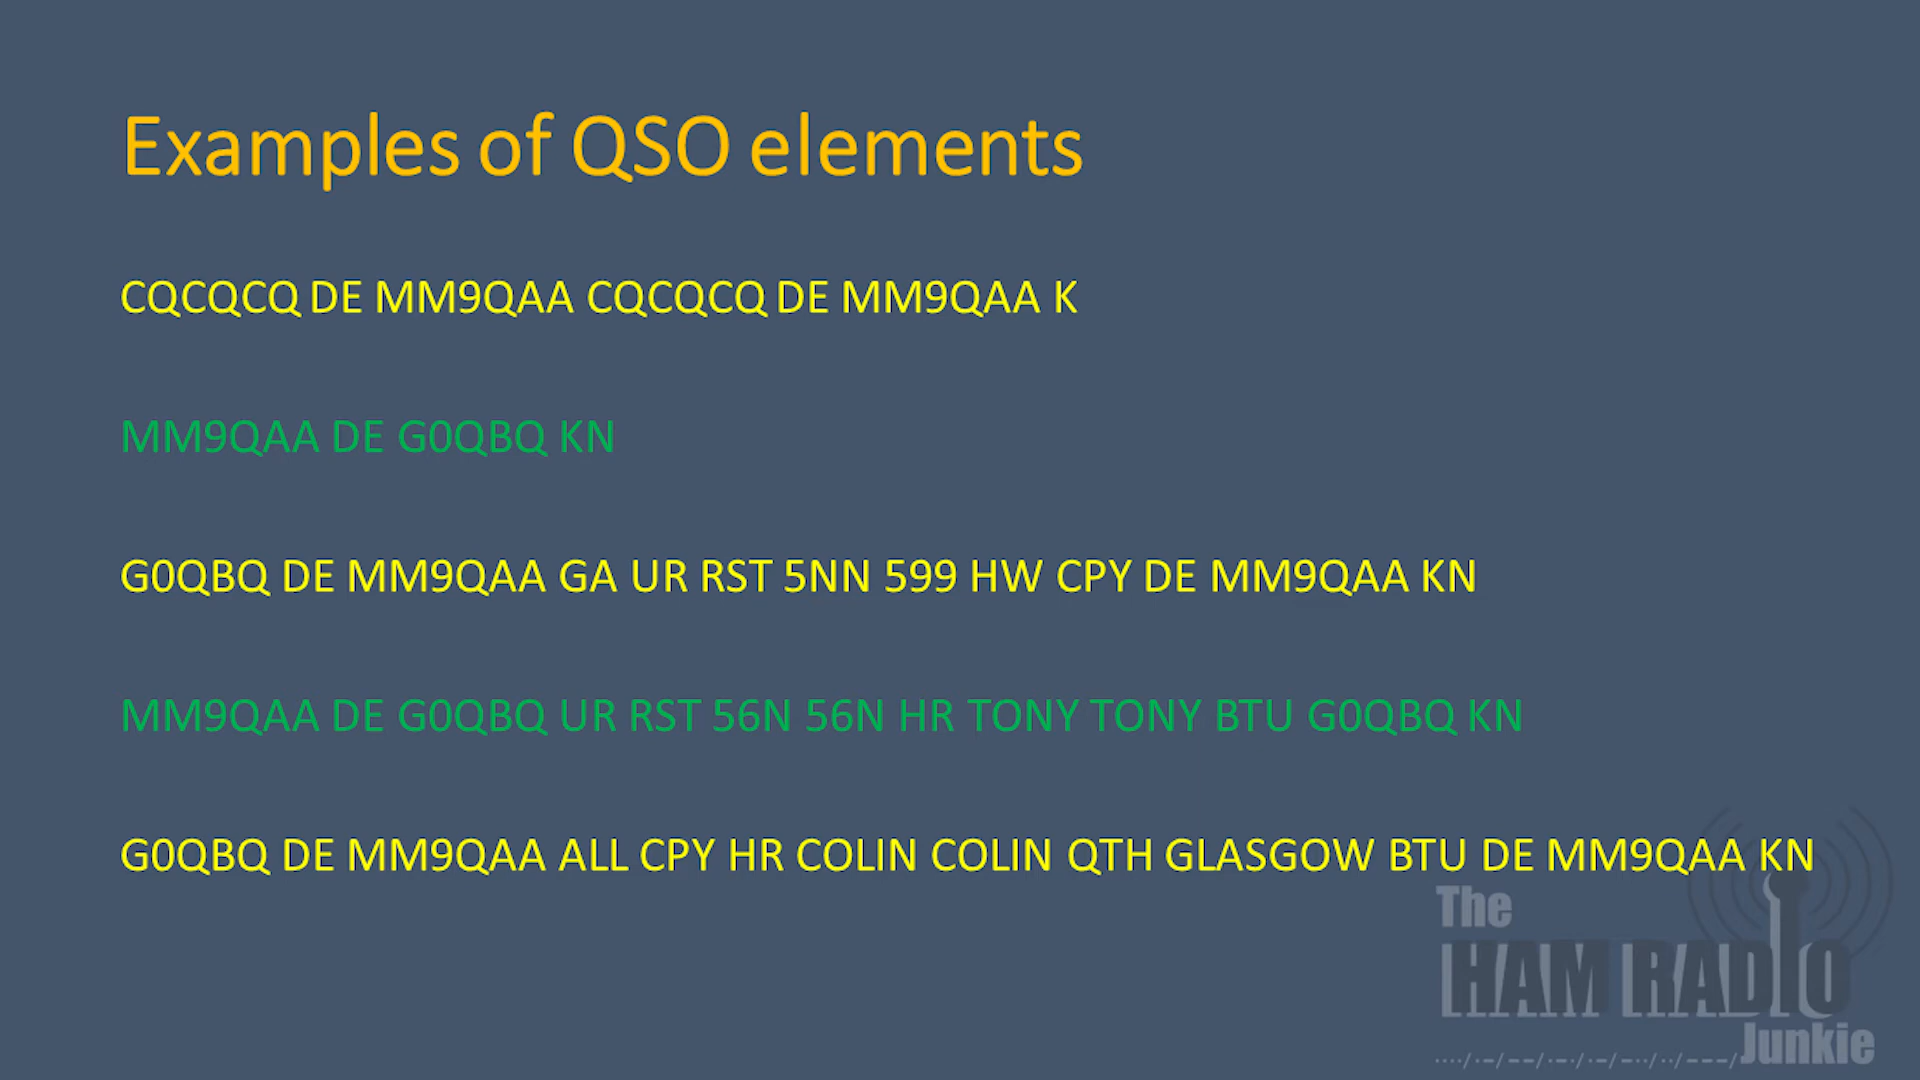 Examples of QSO elements
CQCQCQ DE MM9QAA CQCQCQ DE MM9QAA K
MM9QAA DE G0QBQ KN
G0QBQ DE MM9QAA GA UR RST 5NN 599 HW CPY DE MM9QAA KN
MM9QAA DE G0QBQ UR RST 56N 56N HR TONY TONY BTU G0QBQ KN
G0QBQ DE MM9QAA ALL CPY HR COLIN COLIN QTH GLASGOW BTU DE MM9QAA KN
The
HAM RADIO
Junkie
····/·−/−−/·−·/·−/−··/··/−−−/